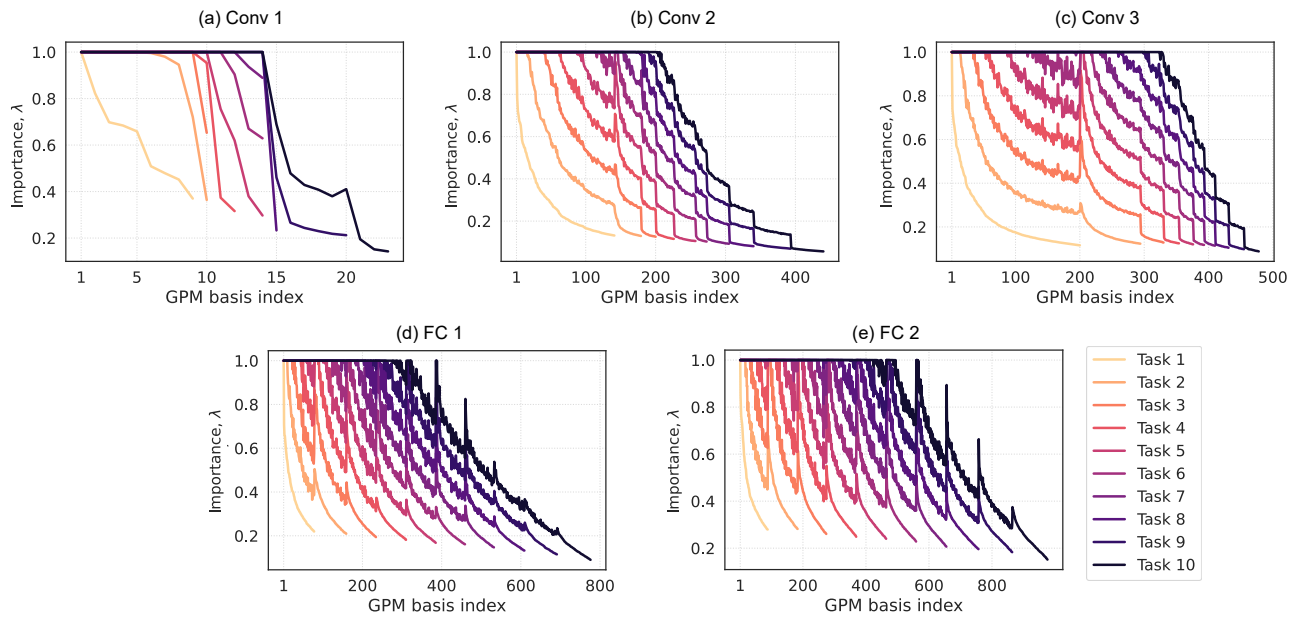 (a) Conv 1
(b) Conv 2
(c) Conv 3
Importance, λ
1.0
0.8
0.6
0.4
0.2
1 5 10 15 20
GPM basis index
Importance, λ
1.0
0.8
0.6
0.4
0.2
1 100 200 300 400
GPM basis index
Importance, λ
1.0
0.8
0.6
0.4
0.2
1 100 200 300 400 500
GPM basis index
(d) FC 1
(e) FC 2
Importance, λ
1.0
0.8
0.6
0.4
0.2
1 200 400 600 800
GPM basis index
Importance, λ
1.0
0.8
0.6
0.4
0.2
1 200 400 600 800
GPM basis index
Task 1
Task 2
Task 3
Task 4
Task 5
Task 6
Task 7
Task 8
Task 9
Task 10